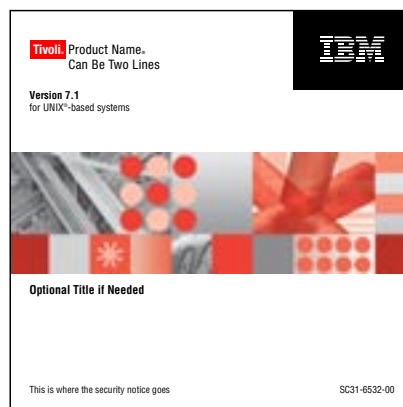 Tivoli® Product Name®
Can Be Two Lines
IBM
Version 7.1
for UNIX®-based systems
Optional Title if Needed
This is where the security notice goes
SC31-6532-00